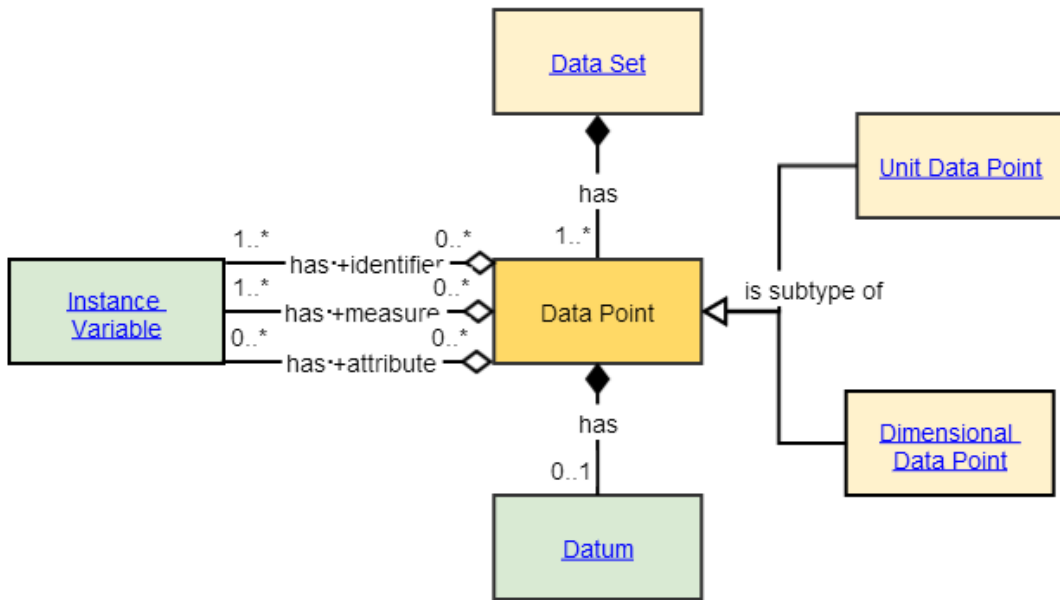 Data Set
Unit Data Point
has
1..*
0..*
1..*
has +identifier
is subtype of
1..*
0..*
Instance
Variable
has +measure
Data Point
0..*
0..*
has +attribute
has
Dimensional
Data Point
0..1
Datum